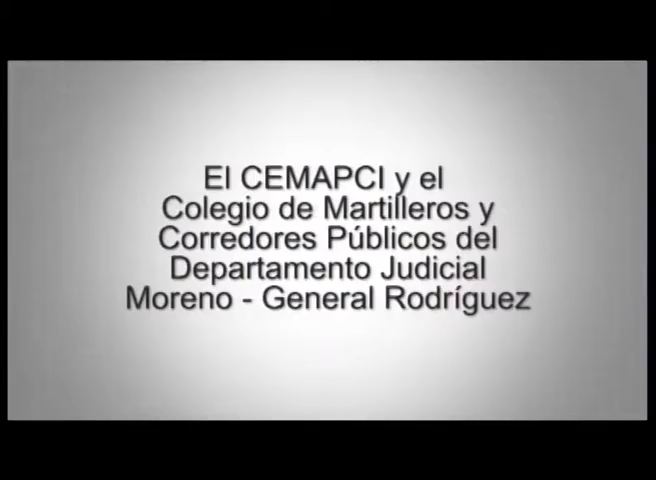 El CEMAPCI y el
Colegio de Martilleros y
Corredores Públicos del
Departamento Judicial
Moreno - General Rodríguez